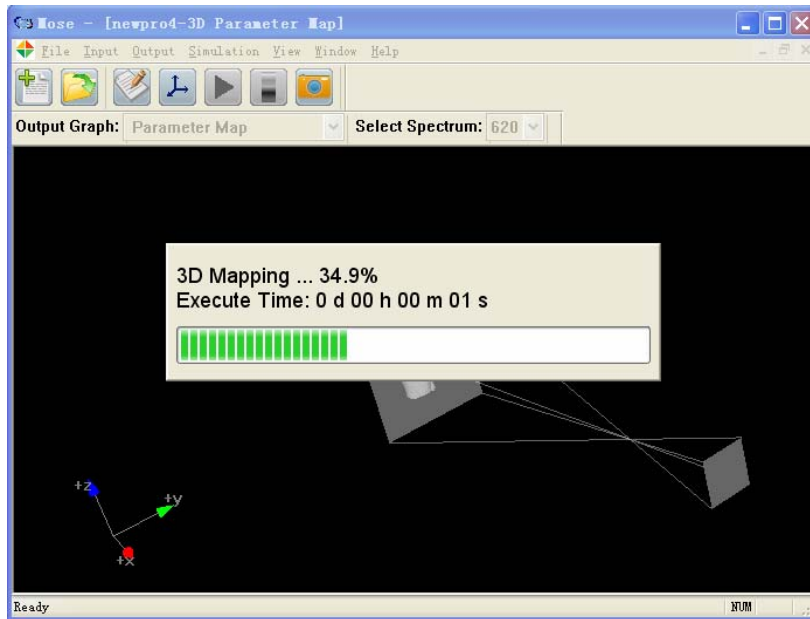 Mose - [newpro4-3D Parameter Map]
File Input Output Simulation View Window Help
Output Graph: Parameter Map Select Spectrum: 620
3D Mapping ... 34.9%
Execute Time: 0 d 00 h 00 m 01 s
+z
+y
+x
Ready NUM